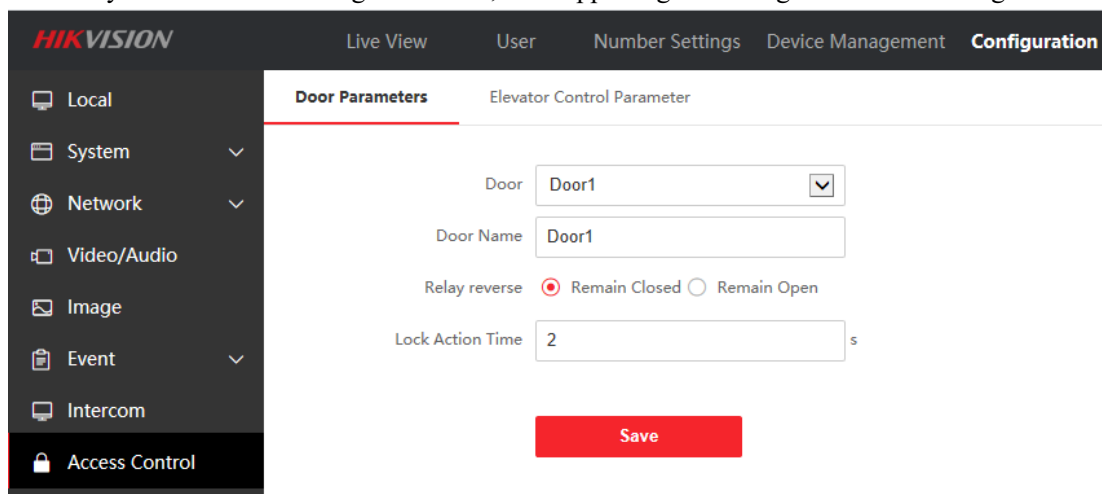 HIKVISION Live View User Number Settings Device Management Configuration
Local
System
Network
Video/Audio
Image
Event
Intercom
Access Control
Door Parameters Elevator Control Parameter
Door Door1
Door Name Door1
Relay reverse Remain Closed Remain Open
Lock Action Time 2 s
Save